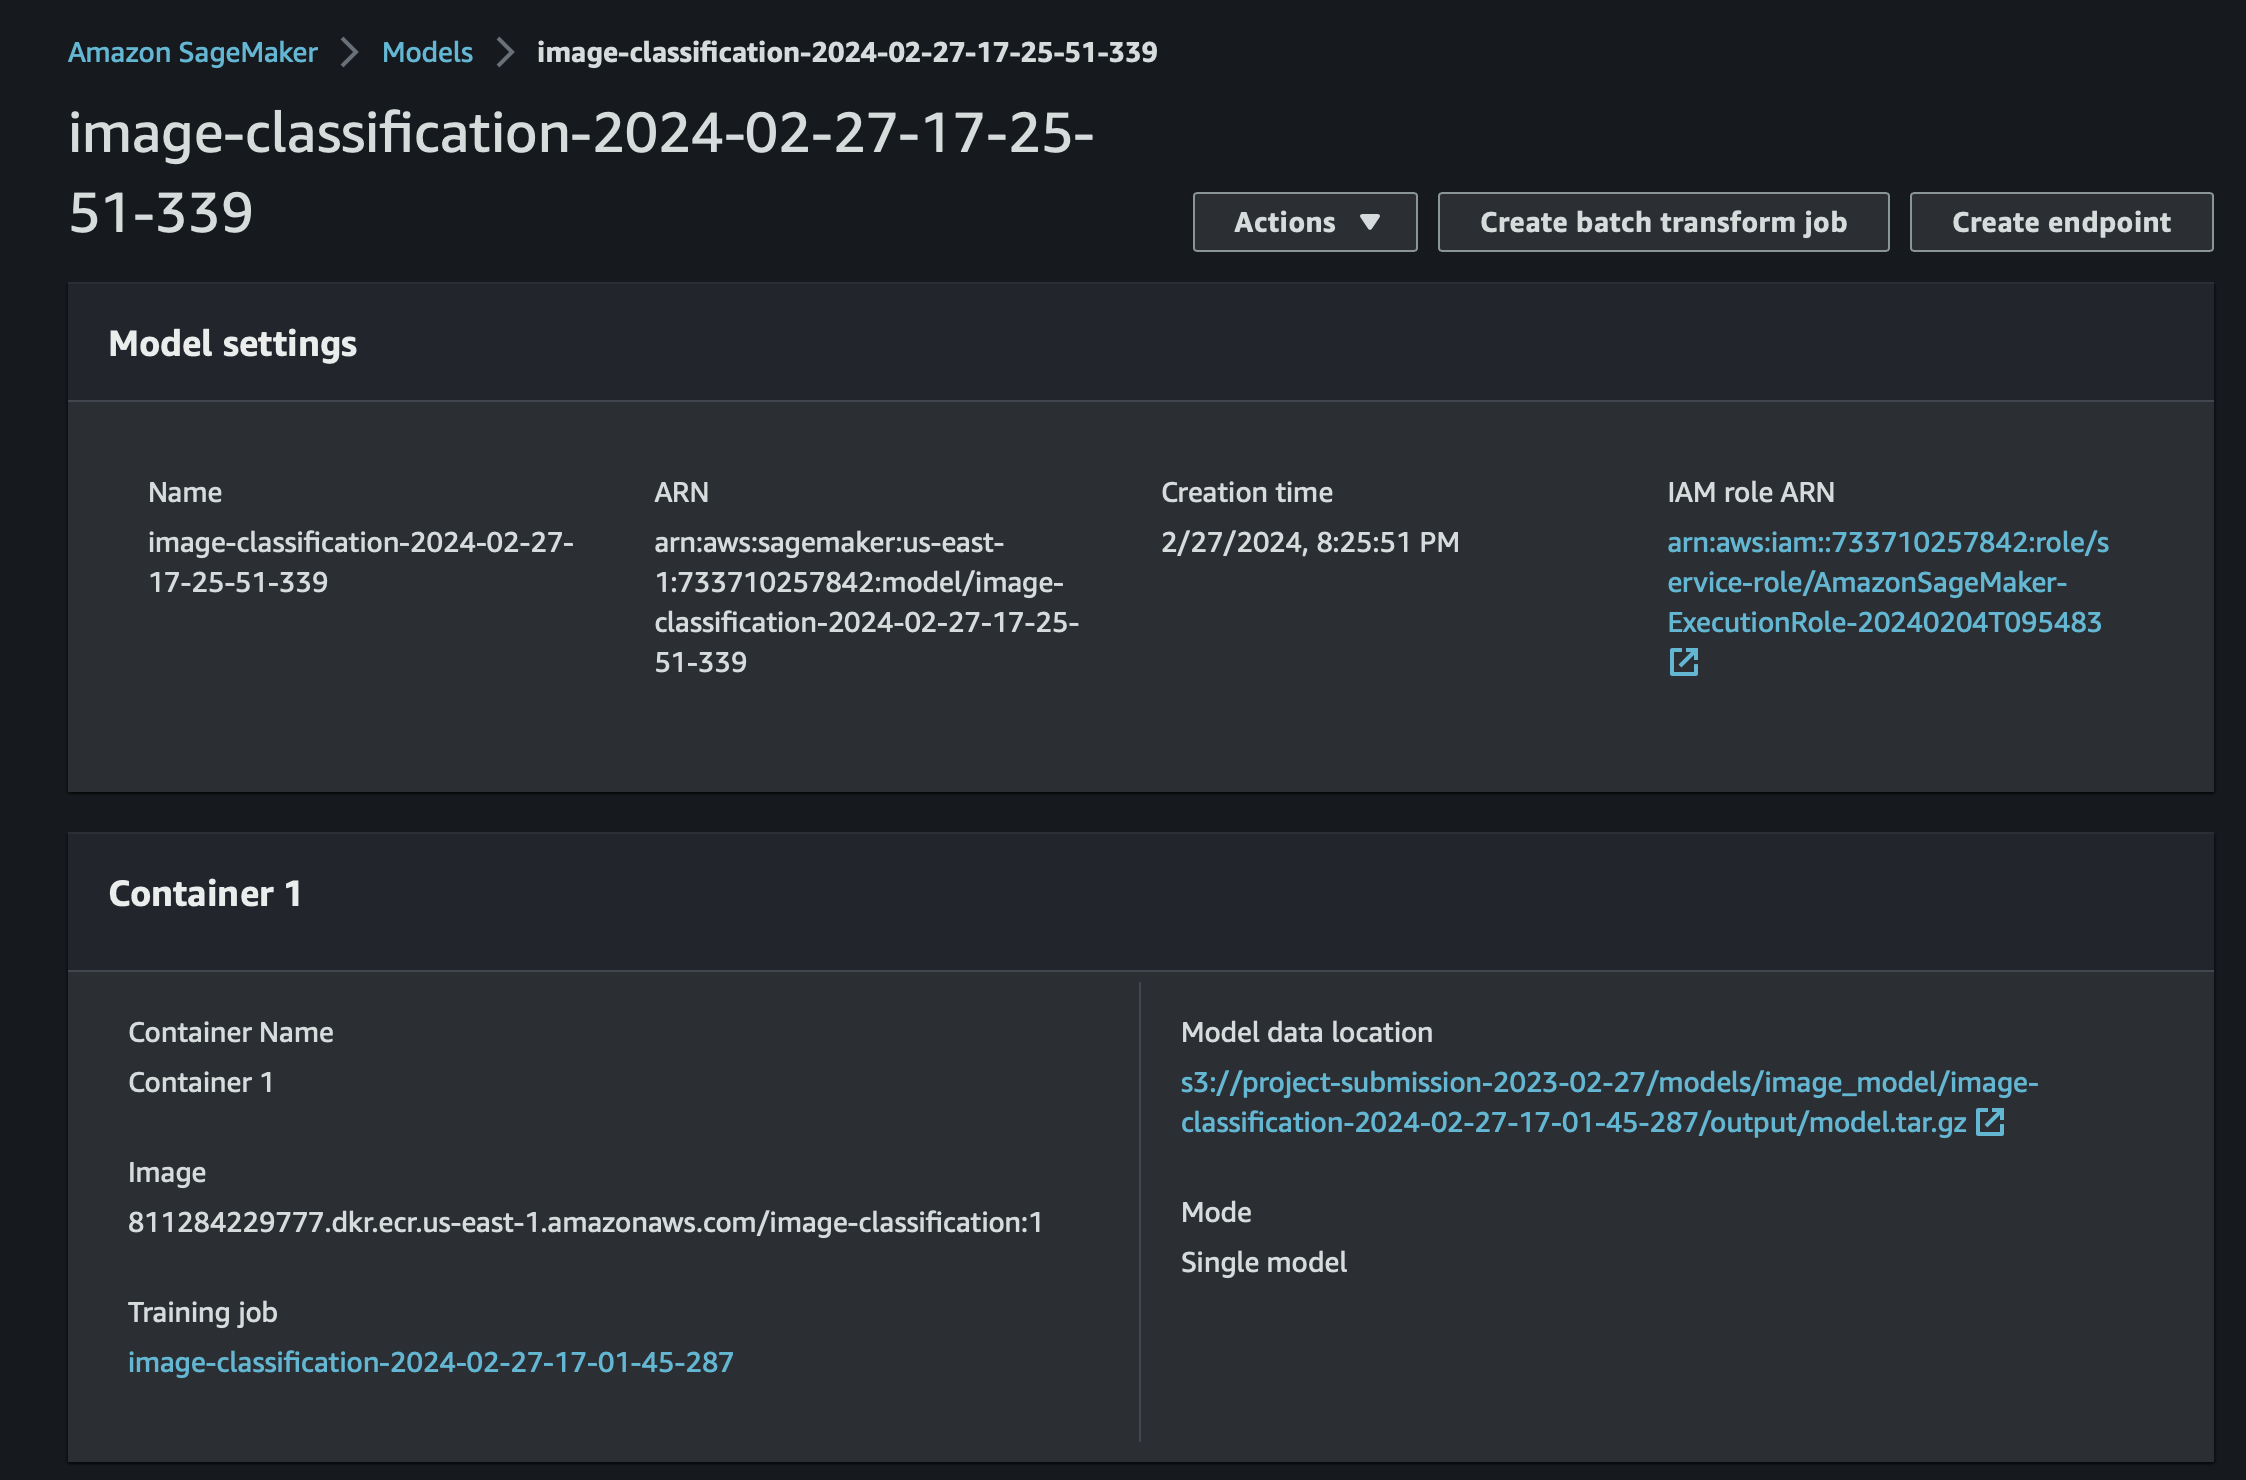 Amazon SageMaker > Models > image-classification-2024-02-27-17-25-51-339
image-classification-2024-02-27-17-25-
51-339
Actions ▼
Create batch transform job
Create endpoint
Model settings
Name
image-classification-2024-02-27-
17-25-51-339
ARN
arn:aws:sagemaker:us-east-
1:733710257842:model/image-
classification-2024-02-27-17-25-
51-339
Creation time
2/27/2024, 8:25:51 PM
IAM role ARN
arn:aws:iam::733710257842:role/s
ervice-role/AmazonSageMaker-
ExecutionRole-20240204T095483
Container 1
Container Name
Container 1
Image
811284229777.dkr.ecr.us-east-1.amazonaws.com/image-classification:1
Training job
image-classification-2024-02-27-17-01-45-287
Model data location
s3://project-submission-2023-02-27/models/image_model/image-
classification-2024-02-27-17-01-45-287/output/model.tar.gz
Mode
Single model